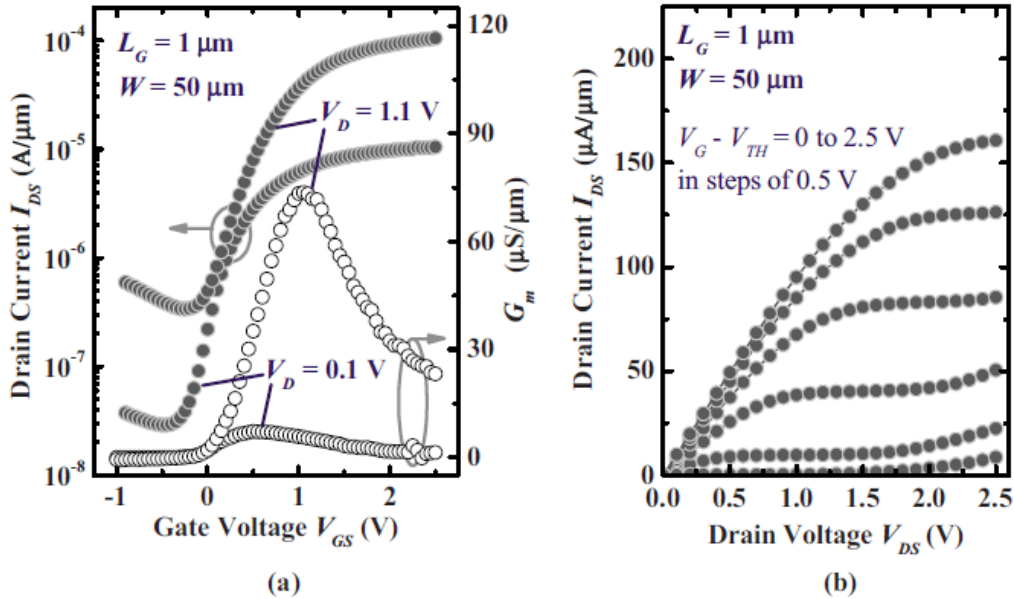 L_G = 1 μm
W = 50 μm
V_D = 1.1 V
V_D = 0.1 V
10⁻⁴
10⁻⁵
10⁻⁶
10⁻⁷
10⁻⁸
Drain Current I_DS (A/μm)
120
90
60
30
0
G_m (μS/μm)
-1 0 1 2
Gate Voltage V_GS (V)
(a)
L_G = 1 μm
W = 50 μm
V_G - V_TH = 0 to 2.5 V
in steps of 0.5 V
200
150
100
50
0
Drain Current I_DS (μA/μm)
0.0 0.5 1.0 1.5 2.0 2.5
Drain Voltage V_DS (V)
(b)